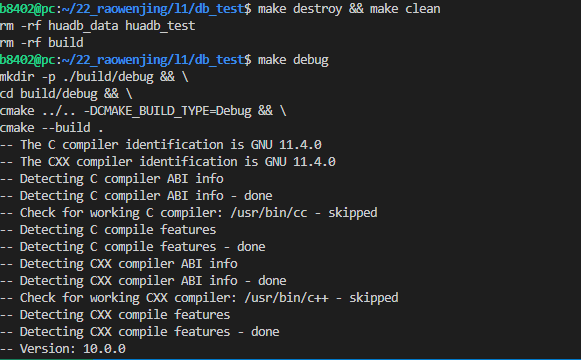 b8402@pc:~/22_raowenjing/l1/db_test$ make destroy && make clean
rm -rf huadb_data huadb_test
rm -rf build
b8402@pc:~/22_raowenjing/l1/db_test$ make debug
mkdir -p ./build/debug && \
cd build/debug && \
cmake ../.. -DCMAKE_BUILD_TYPE=Debug && \
cmake --build .
-- The C compiler identification is GNU 11.4.0
-- The CXX compiler identification is GNU 11.4.0
-- Detecting C compiler ABI info
-- Detecting C compiler ABI info - done
-- Check for working C compiler: /usr/bin/cc - skipped
-- Detecting C compile features
-- Detecting C compile features - done
-- Detecting CXX compiler ABI info
-- Detecting CXX compiler ABI info - done
-- Check for working CXX compiler: /usr/bin/c++ - skipped
-- Detecting CXX compile features
-- Detecting CXX compile features - done
-- Version: 10.0.0